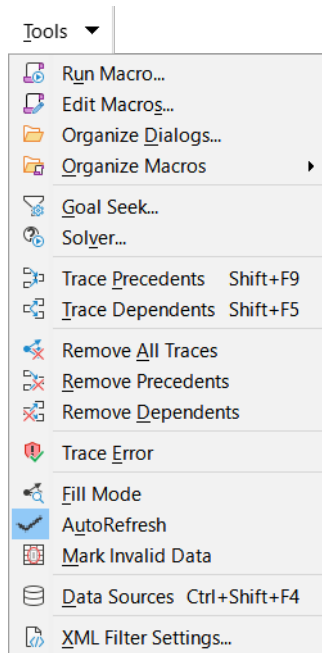 Tools
Run Macro...
Edit Macros...
Organize Dialogs...
Organize Macros
Goal Seek...
Solver...
Trace Precedents Shift+F9
Trace Dependents Shift+F5
Remove All Traces
Remove Precedents
Remove Dependents
Trace Error
Fill Mode
AutoRefresh
Mark Invalid Data
Data Sources Ctrl+Shift+F4
XML Filter Settings...